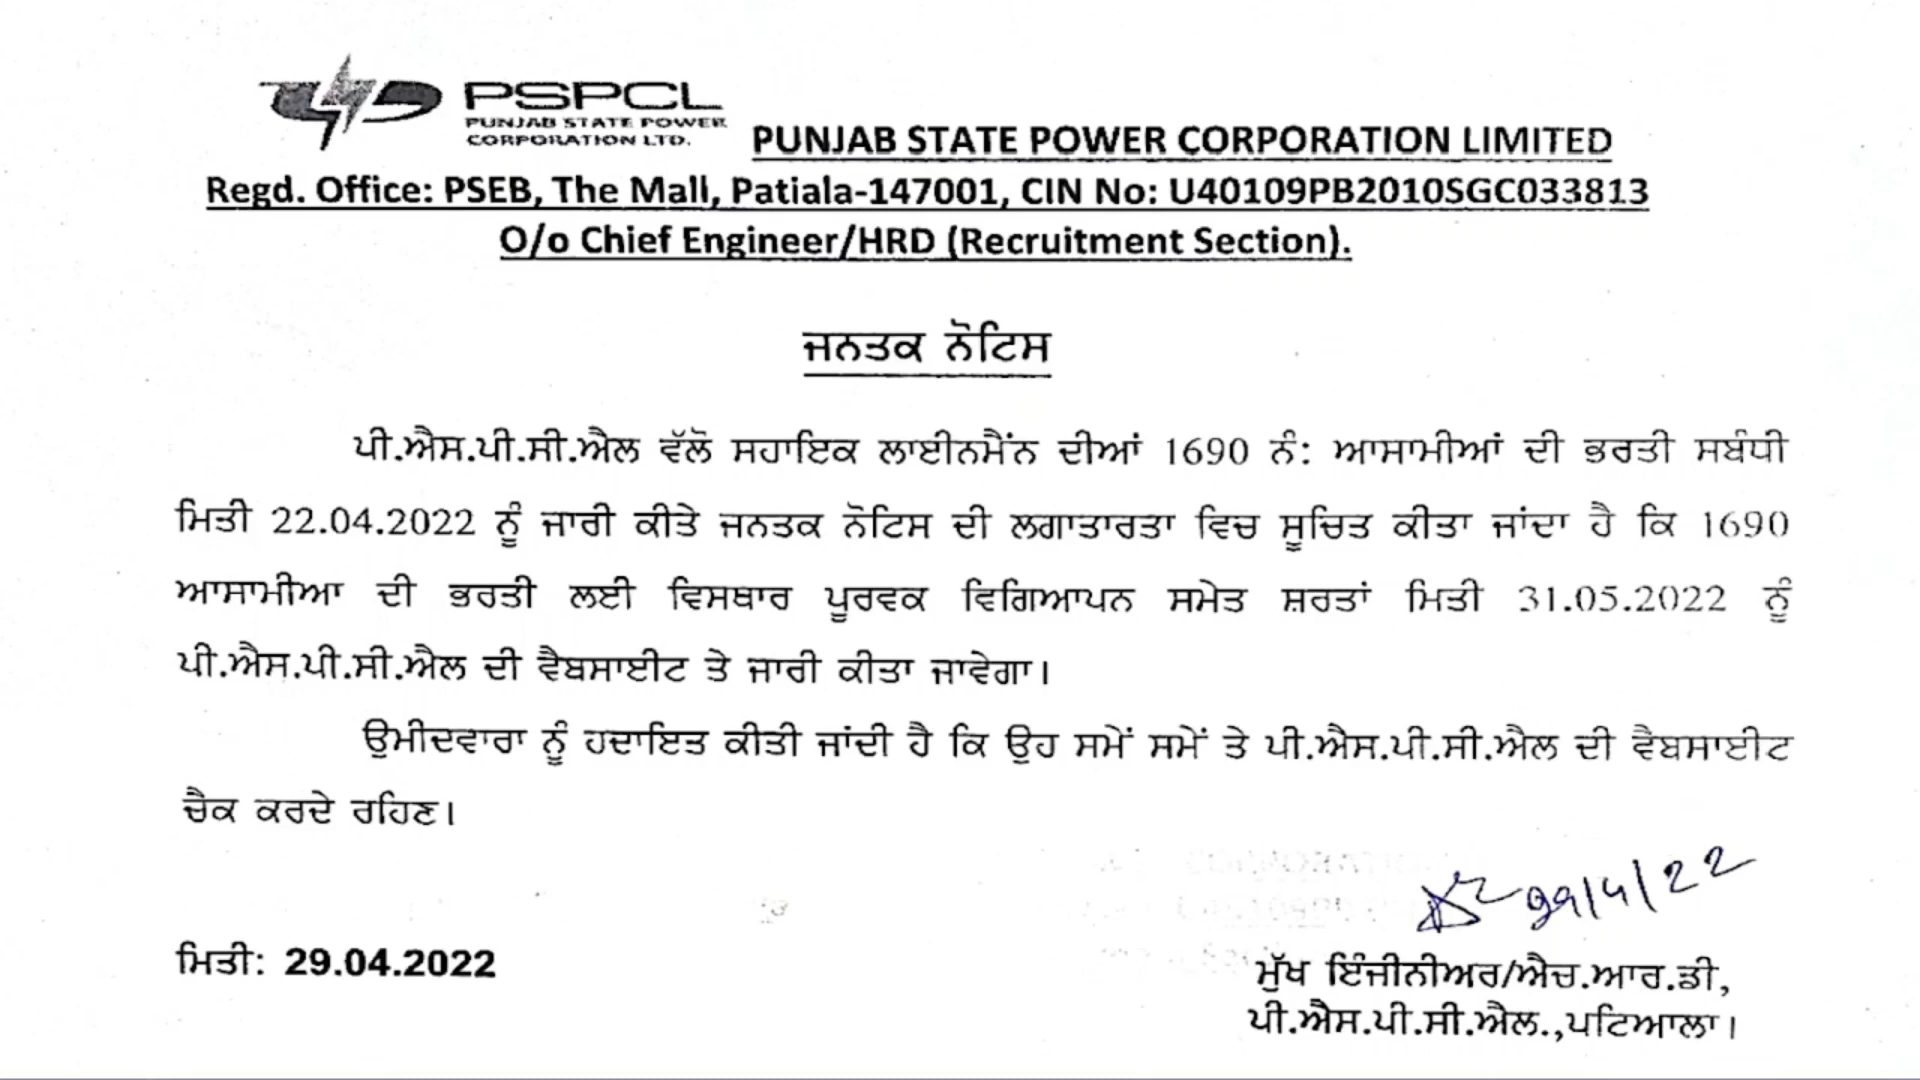 PSPCL
PUNJAB STATE POWER
CORPORATION LTD.
PUNJAB STATE POWER CORPORATION LIMITED
Regd. Office: PSEB, The Mall, Patiala-147001, CIN No: U40109PB2010SGC033813
O/o Chief Engineer/HRD (Recruitment Section).
ਜਨਤਕ ਨੋਟਿਸ
ਪੀ.ਐਸ.ਪੀ.ਸੀ.ਐਲ ਵੱਲੋ ਸਹਾਇਕ ਲਾਈਨਮੈਂਨ ਦੀਆਂ 1690 ਨੰ: ਆਸਾਮੀਆਂ ਦੀ ਭਰਤੀ ਸਬੰਧੀ
ਮਿਤੀ 22.04.2022 ਨੂੰ ਜਾਰੀ ਕੀਤੇ ਜਨਤਕ ਨੋਟਿਸ ਦੀ ਲਗਾਤਾਰਤਾ ਵਿਚ ਸੂਚਿਤ ਕੀਤਾ ਜਾਂਦਾ ਹੈ ਕਿ 1690
ਆਸਾਮੀਆ ਦੀ ਭਰਤੀ ਲਈ ਵਿਸਥਾਰ ਪੂਰਵਕ ਵਿਗਿਆਪਨ ਸਮੇਤ ਸ਼ਰਤਾਂ ਮਿਤੀ 31.05.2022 ਨੂੰ
ਪੀ.ਐਸ.ਪੀ.ਸੀ.ਐਲ ਦੀ ਵੈਬਸਾਈਟ ਤੇ ਜਾਰੀ ਕੀਤਾ ਜਾਵੇਗਾ।
ਉਮੀਦਵਾਰਾ ਨੂੰ ਹਦਾਇਤ ਕੀਤੀ ਜਾਂਦੀ ਹੈ ਕਿ ਉਹ ਸਮੇਂ ਸਮੇਂ ਤੇ ਪੀ.ਐਸ.ਪੀ.ਸੀ.ਐਲ ਦੀ ਵੈਬਸਾਈਟ
ਚੈਕ ਕਰਦੇ ਰਹਿਣ।
29/4/22
ਮਿਤੀ: 29.04.2022
ਮੁੱਖ ਇੰਜੀਨੀਅਰ/ਐਚ.ਆਰ.ਡੀ,
ਪੀ.ਐਸ.ਪੀ.ਸੀ.ਐਲ.,ਪਟਿਆਲਾ।